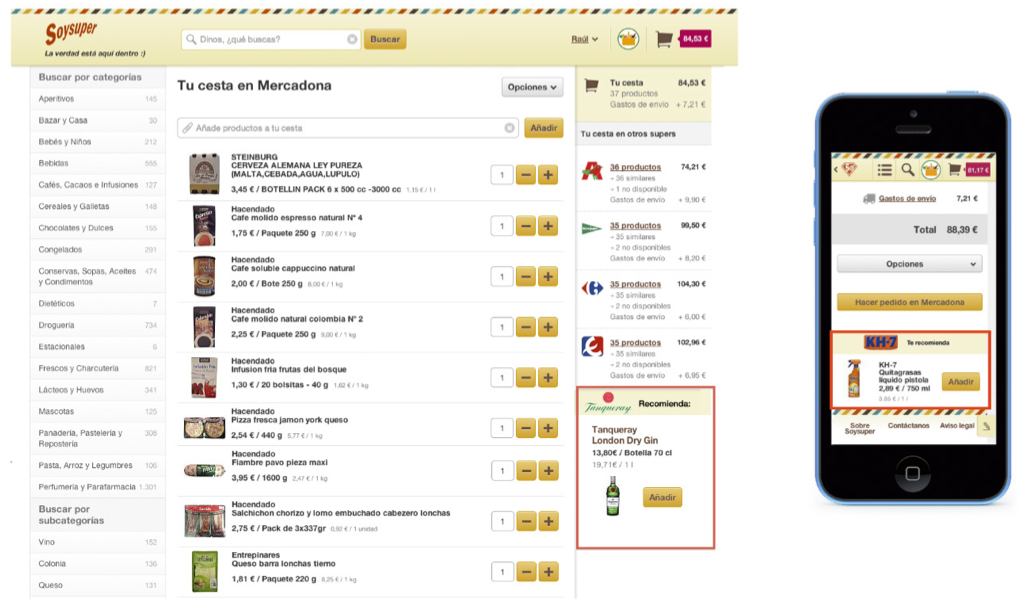 Soysuper
La verdad está aquí dentro :)
Dinos, ¿qué buscas?
Buscar
Raúl
84,53 €
Buscar por categorías
Aperitivos 145
Bazar y Casa 30
Bebés y Niños 212
Bebidas 555
Cafés, Cacaos e Infusiones 127
Cereales y Galletas 148
Chocolates y Dulces 155
Congelados 291
Conservas, Sopas, Aceites 474
y Condimentos
Dietéticos 7
Droguería 734
Estacionales 6
Frescos y Charcutería 821
Lácteos y Huevos 341
Mascotas 125
Panadería, Pastelería y 308
Repostería
Pasta, Arroz y Legumbres 106
Perfumería y Parafarmacia 1.301
Buscar por
subcategorías
Vino 152
Colonia 136
Queso 131
Tu cesta en Mercadona
Opciones
Añade productos a tu cesta
Añadir
STEINBURG
CERVEZA ALEMANA LEY PUREZA
(MALTA,CEBADA,AGUA,LUPULO)
3,45 € / BOTELLIN PACK 6 x 500 cc -3000 cc 1,15 € / 1 l
1
Hacendado
Cafe molido espresso natural Nº 4
1,75 € / Paquete 250 g 7,00 € / 1 kg
1
Hacendado
Cafe soluble cappuccino natural
2,00 € / Bote 250 g 8,00 € / 1 kg
1
Hacendado
Cafe molido natural colombia Nº 2
2,25 € / Paquete 250 g 9,00 € / 1 kg
1
Hacendado
Infusion fria frutas del bosque
1,30 € / 20 bolsitas - 40 g 1,62 € / 1 kg
1
Hacendado
Pizza fresca jamon york queso
2,54 € / 440 g 5,77 € / 1 kg
1
Hacendado
Fiambre pavo pieza maxi
3,95 € / 1600 g 2,47 € / 1 kg
1
Hacendado
Salchichon chorizo y lomo embuchado cabezero lonchas
2,75 € / Pack de 3x337gr 0,92 € / 1 unidad
1
Entrepinares
Queso barra lonchas tierno
1,81 € / Paquete 220 g 8,25 € / 1 kg
1
Tu cesta 84,53 €
37 productos
Gastos de envío + 7,21 €
Tu cesta en otros supers
36 productos 74,21 €
+ 36 similares
+ 1 no disponible
Gastos de envío + 9,90 €
35 productos 99,50 €
+ 35 similares
+ 2 no disponibles
Gastos de envío + 8,20 €
35 productos 104,30 €
+ 35 similares
+ 2 no disponibles
Gastos de envío + 6,00 €
35 productos 102,96 €
+ 35 similares
+ 2 no disponibles
Gastos de envío + 6,95 €
Tanqueray Recomienda:
Tanqueray
London Dry Gin
13,80€ / Botella 70 cl
19,71€ / 1 l
Añadir
81,17 €
Gastos de envío 7,21 €
Total 88,39 €
Opciones
Hacer pedido en Mercadona
KH-7 Te recomienda
KH-7
Quitagrasas
líquido pistola
2,89 € / 750 ml
3.85 € / 1 l
Añadir
Sobre
Soysuper
Contáctanos
Aviso legal